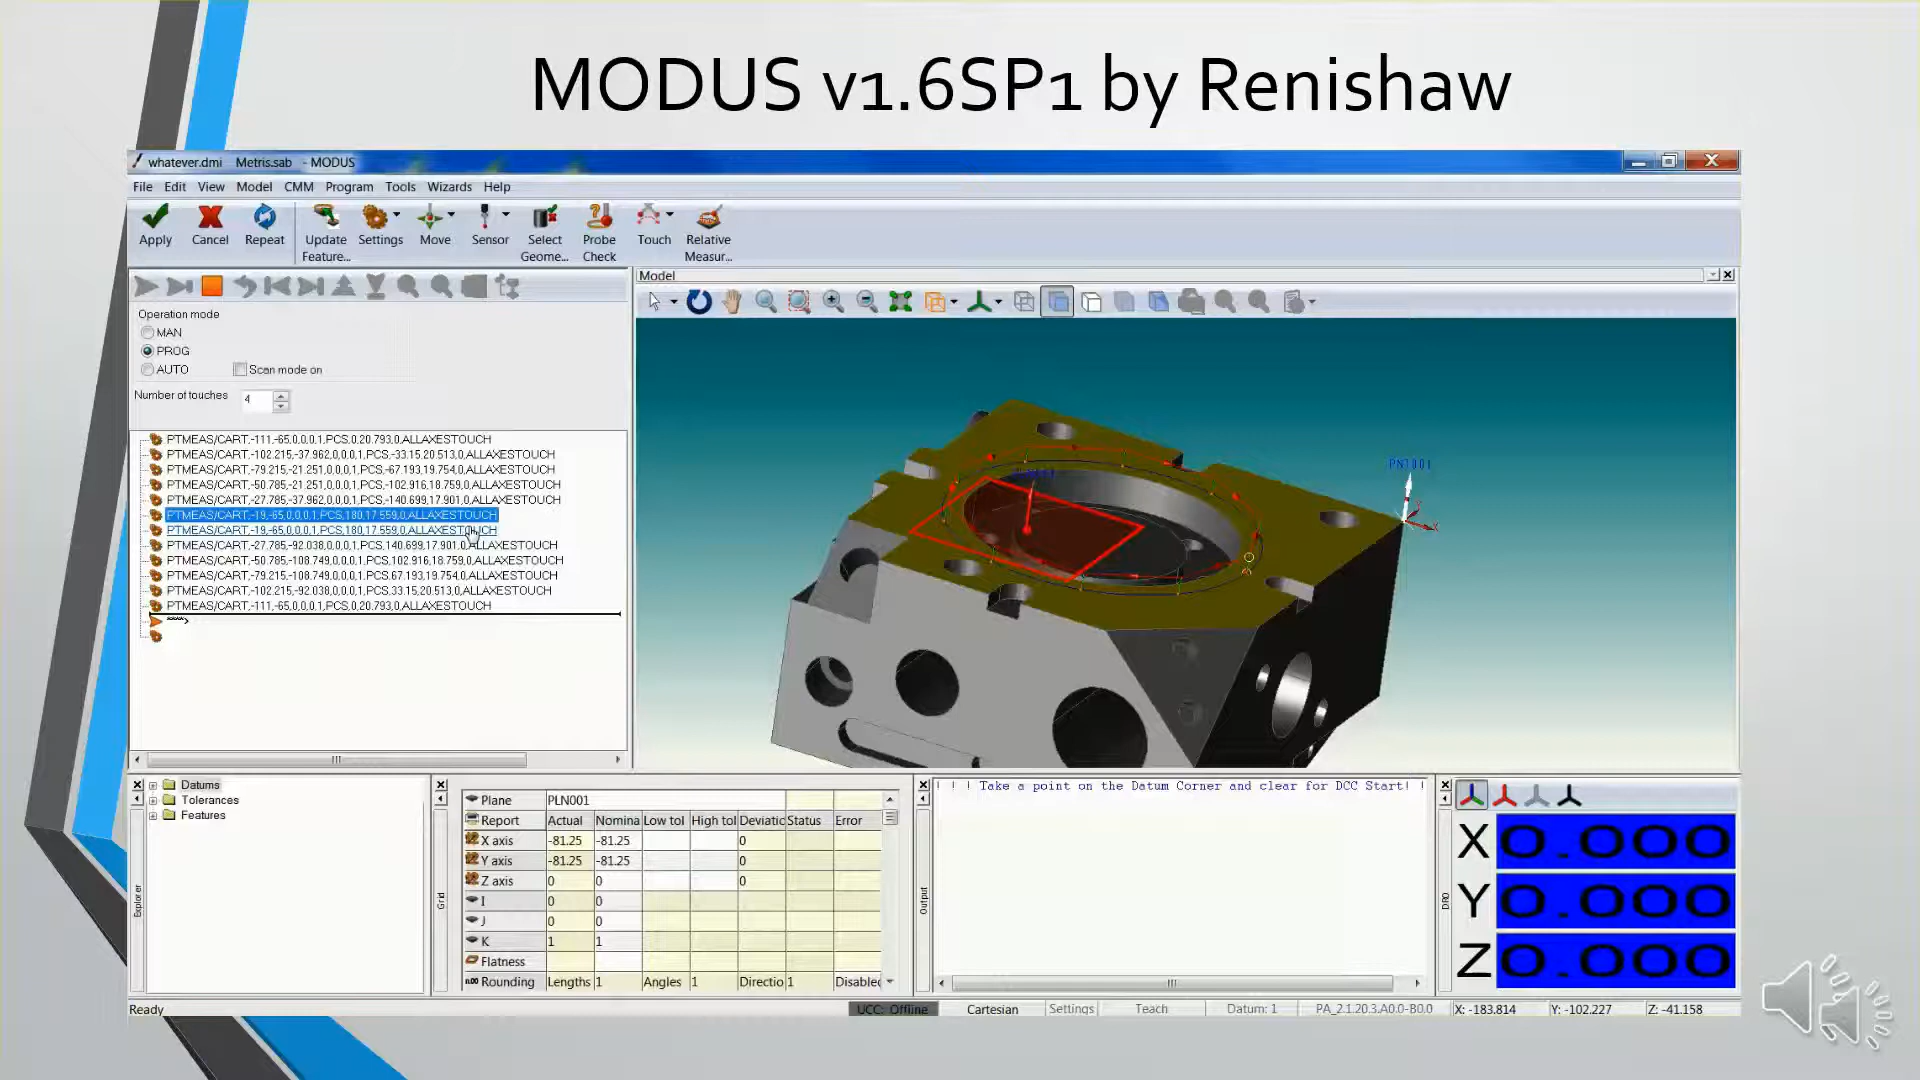 MODUS v1.6SP1 by Renishaw
whatever.dmi Metris.sab - MODUS
File Edit View Model CMM Program Tools Wizards Help
Apply Cancel Repeat Update Feature... Settings Move Sensor Select Geome... Probe Check Touch Relative Measur...
Model
Operation mode
MAN
PROG
AUTO Scan mode on
Number of touches 4
PTMEAS/CART,-111,-65,0,0,0,1,PCS,0,20.793,0,ALLAXESTOUCH
PTMEAS/CART,-102.215,-37.962,0,0,0,1,PCS,-33.15,20.513,0,ALLAXESTOUCH
PTMEAS/CART,-79.215,-21.251,0,0,0,1,PCS,-67.193,19.754,0,ALLAXESTOUCH
PTMEAS/CART,-50.785,-21.251,0,0,0,1,PCS,-102.916,18.759,0,ALLAXESTOUCH
PTMEAS/CART,-27.785,-37.962,0,0,0,1,PCS,-140.699,17.901,0,ALLAXESTOUCH
PTMEAS/CART,-19,-65,0,0,0,1,PCS,180,17.559,0,ALLAXESTOUCH
PTMEAS/CART,-19,-65,0,0,0,1,PCS,180,17.559,0,ALLAXESTOUCH
PTMEAS/CART,-27.785,-92.038,0,0,0,1,PCS,140.699,17.901,0,ALLAXESTOUCH
PTMEAS/CART,-50.785,-108.749,0,0,0,1,PCS,102.916,18.759,0,ALLAXESTOUCH
PTMEAS/CART,-79.215,-108.749,0,0,0,1,PCS,67.193,19.754,0,ALLAXESTOUCH
PTMEAS/CART,-102.215,-92.038,0,0,0,1,PCS,33.15,20.513,0,ALLAXESTOUCH
PTMEAS/CART,-111,-65,0,0,0,1,PCS,0,20.793,0,ALLAXESTOUCH
****>
PNT001
X
Datums
Tolerances
Features
Explorer
Grid
Plane PLN001
Report Actual Nomina Low tol High tol Deviatic Status Error
X axis -81.25 -81.25 0
Y axis -81.25 -81.25 0
Z axis 0 0 0
I 0 0
J 0 0
K 1 1
Flatness
n.00 Rounding Lengths 1 Angles 1 Directio 1 Disablec
Output
! ! ! Take a point on the Datum Corner and clear for DCC Start! !
DRO
X 0.000
Y 0.000
Z 0.000
Ready UCC: Offline Cartesian Settings Teach Datum: 1 PA_2.1.20.3.A0.0-B0.0 X: -183.814 Y: -102.227 Z: -41.158